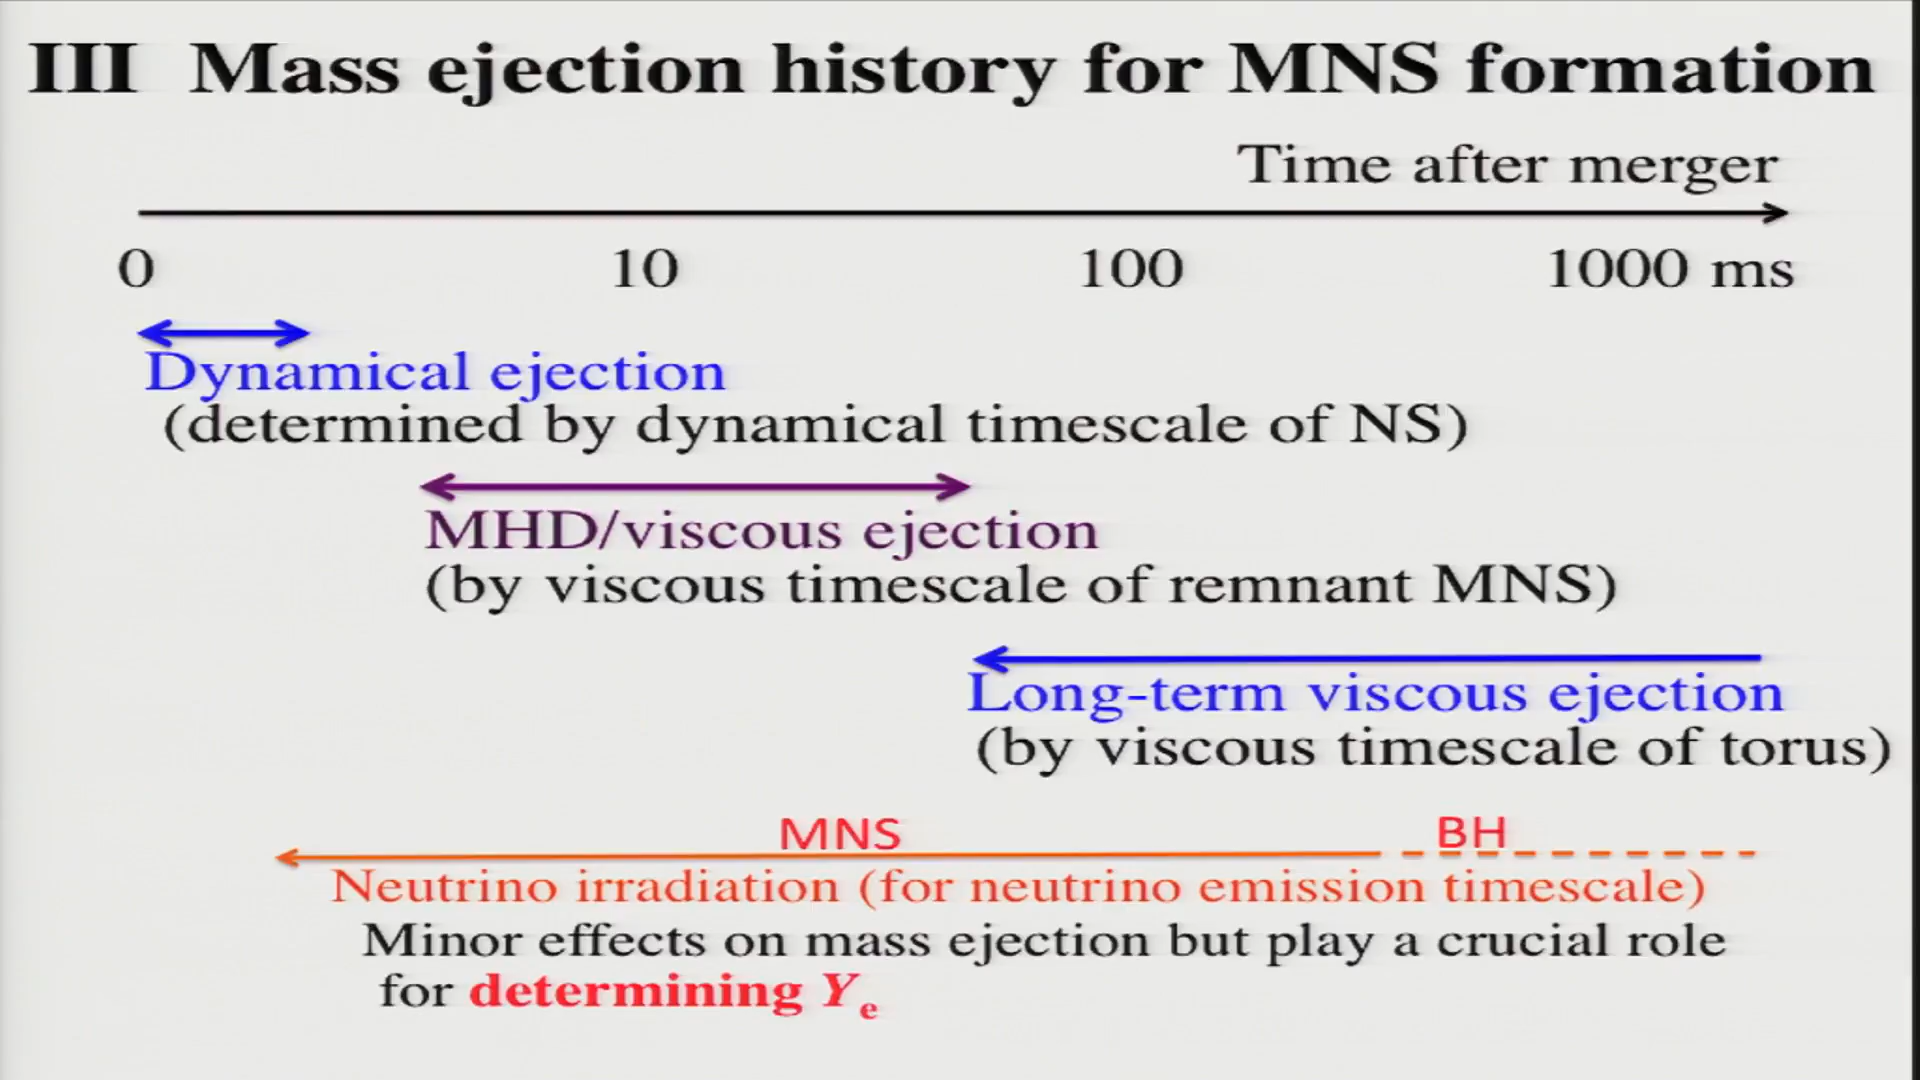 III Mass ejection history for MNS formation
Time after merger
0 10 100 1000 ms
Dynamical ejection
(determined by dynamical timescale of NS)
MHD/viscous ejection
(by viscous timescale of remnant MNS)
Long-term viscous ejection
(by viscous timescale of torus)
MNS BH
Neutrino irradiation (for neutrino emission timescale)
Minor effects on mass ejection but play a crucial role
for determining Ye